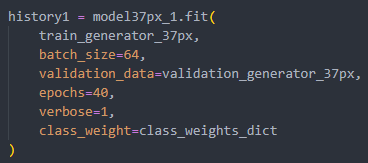 history1 = model37px_1.fit(
    train_generator_37px,
    batch_size=64,
    validation_data=validation_generator_37px,
    epochs=40,
    verbose=1,
    class_weight=class_weights_dict
)